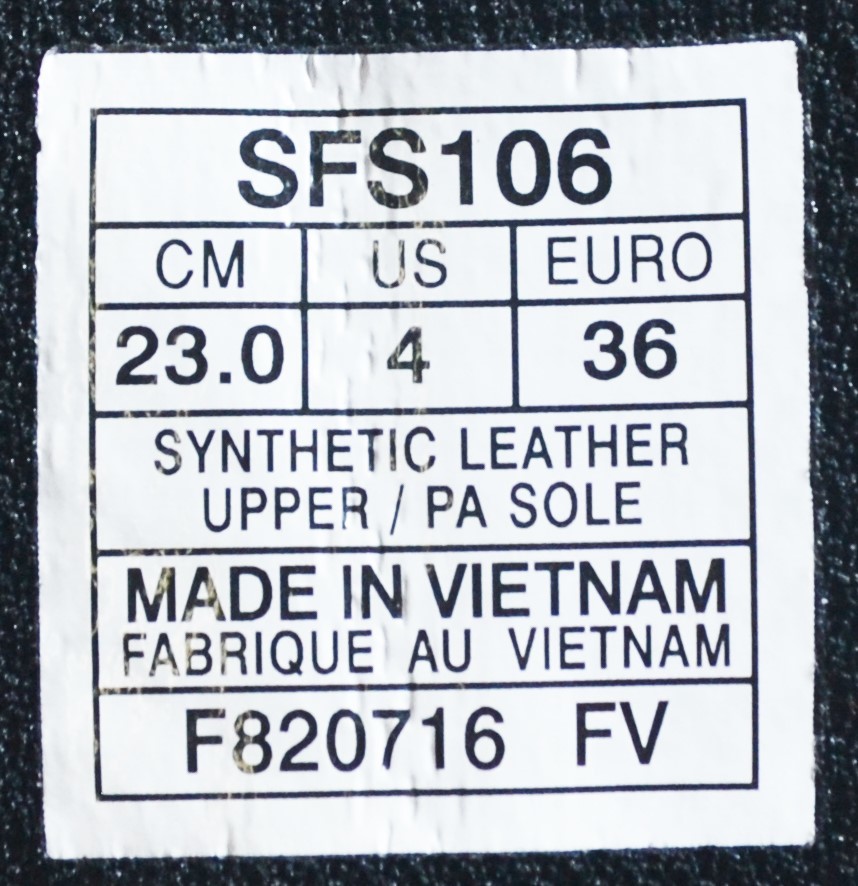 SFS106
CM US EURO
23.0 4 36
SYNTHETIC LEATHER
UPPER / PA SOLE
MADE IN VIETNAM
FABRIQUE AU VIETNAM
F820716 FV